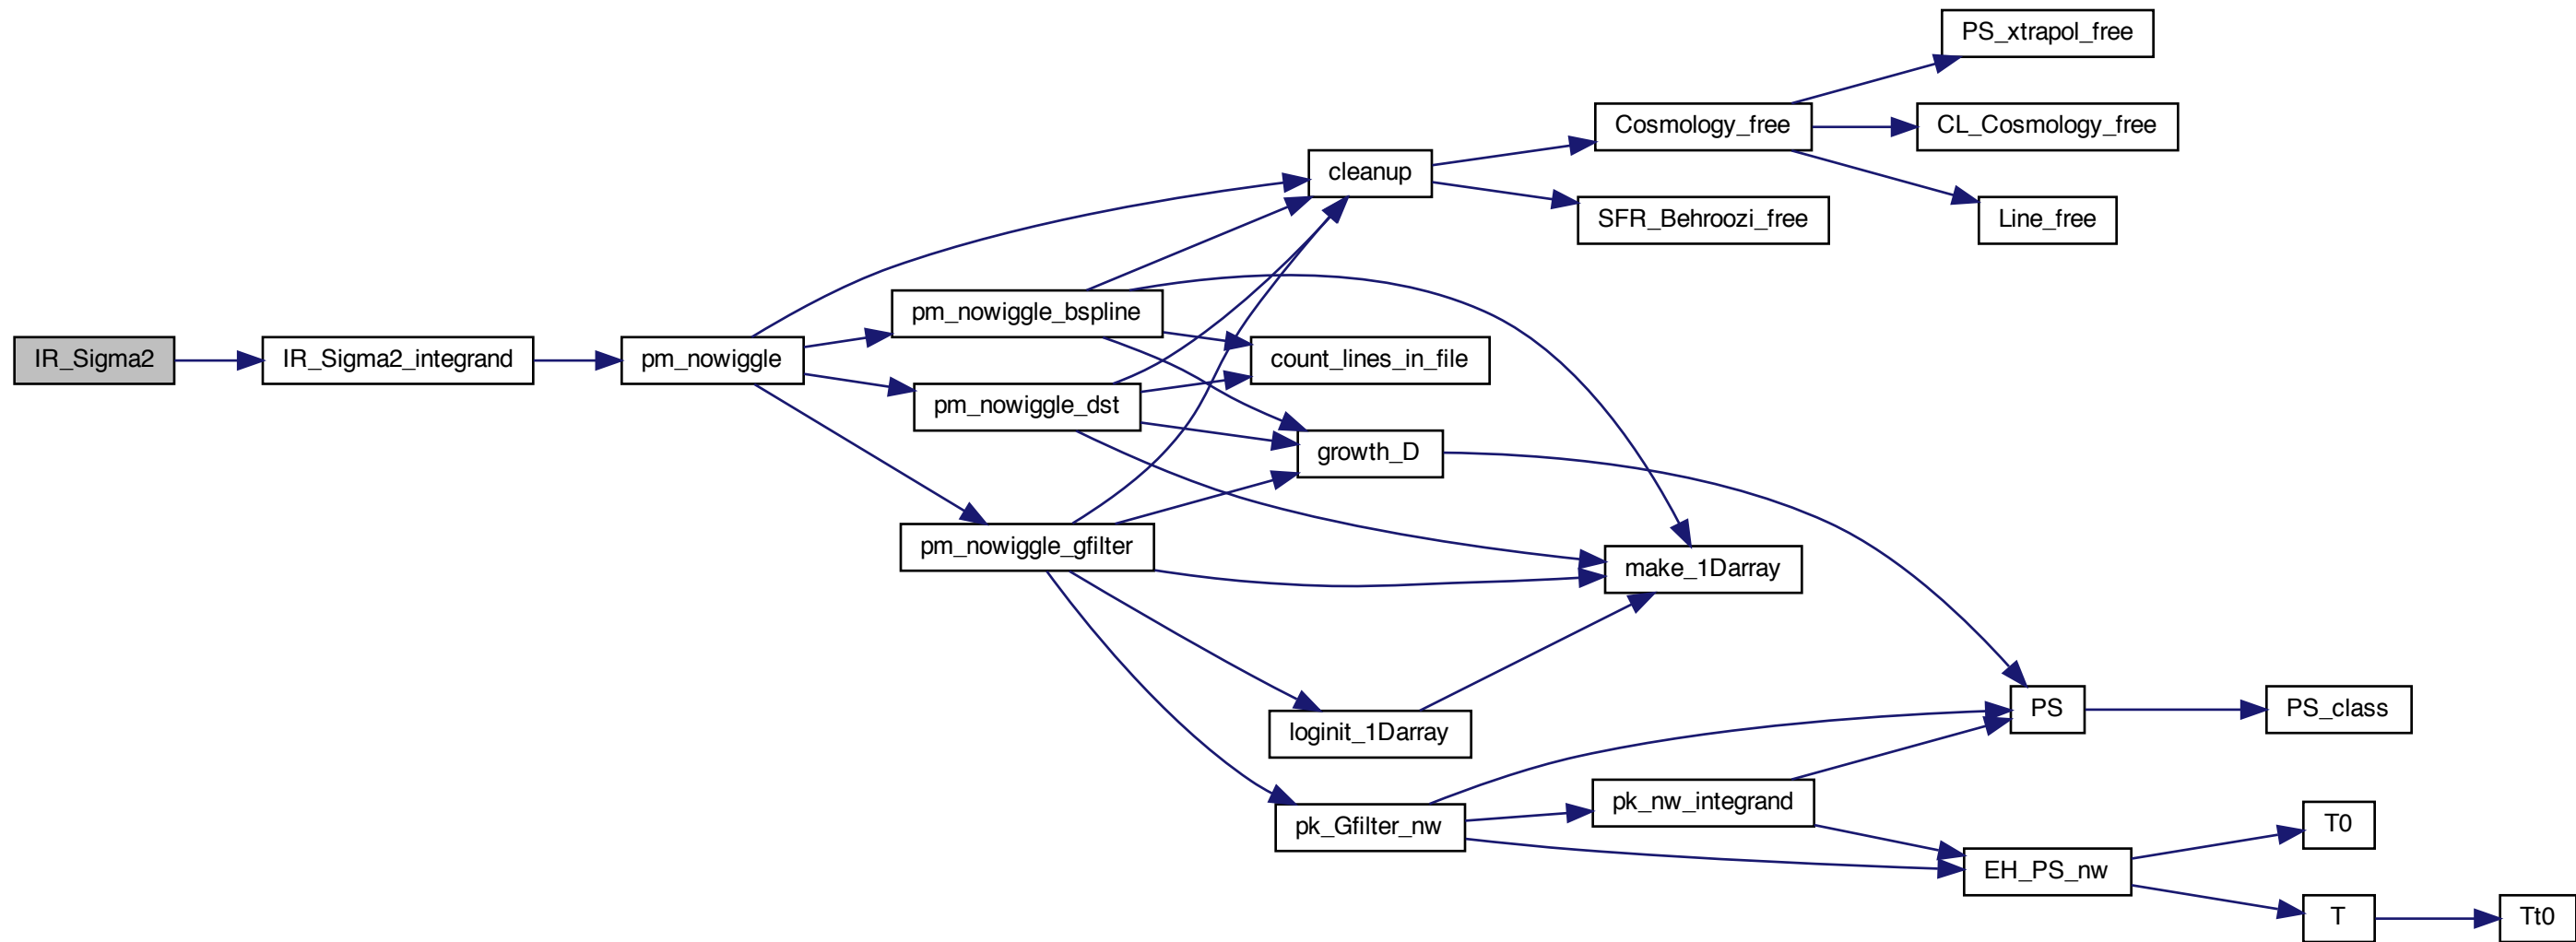 PS_xtrapol_free
Cosmology_free
CL_Cosmology_free
cleanup
SFR_Behroozi_free
Line_free
pm_nowiggle_bspline
IR_Sigma2
IR_Sigma2_integrand
pm_nowiggle
count_lines_in_file
pm_nowiggle_dst
growth_D
pm_nowiggle_gfilter
make_1Darray
loginit_1Darray
PS
PS_class
pk_Gfilter_nw
pk_nw_integrand
T0
EH_PS_nw
T
Tt0